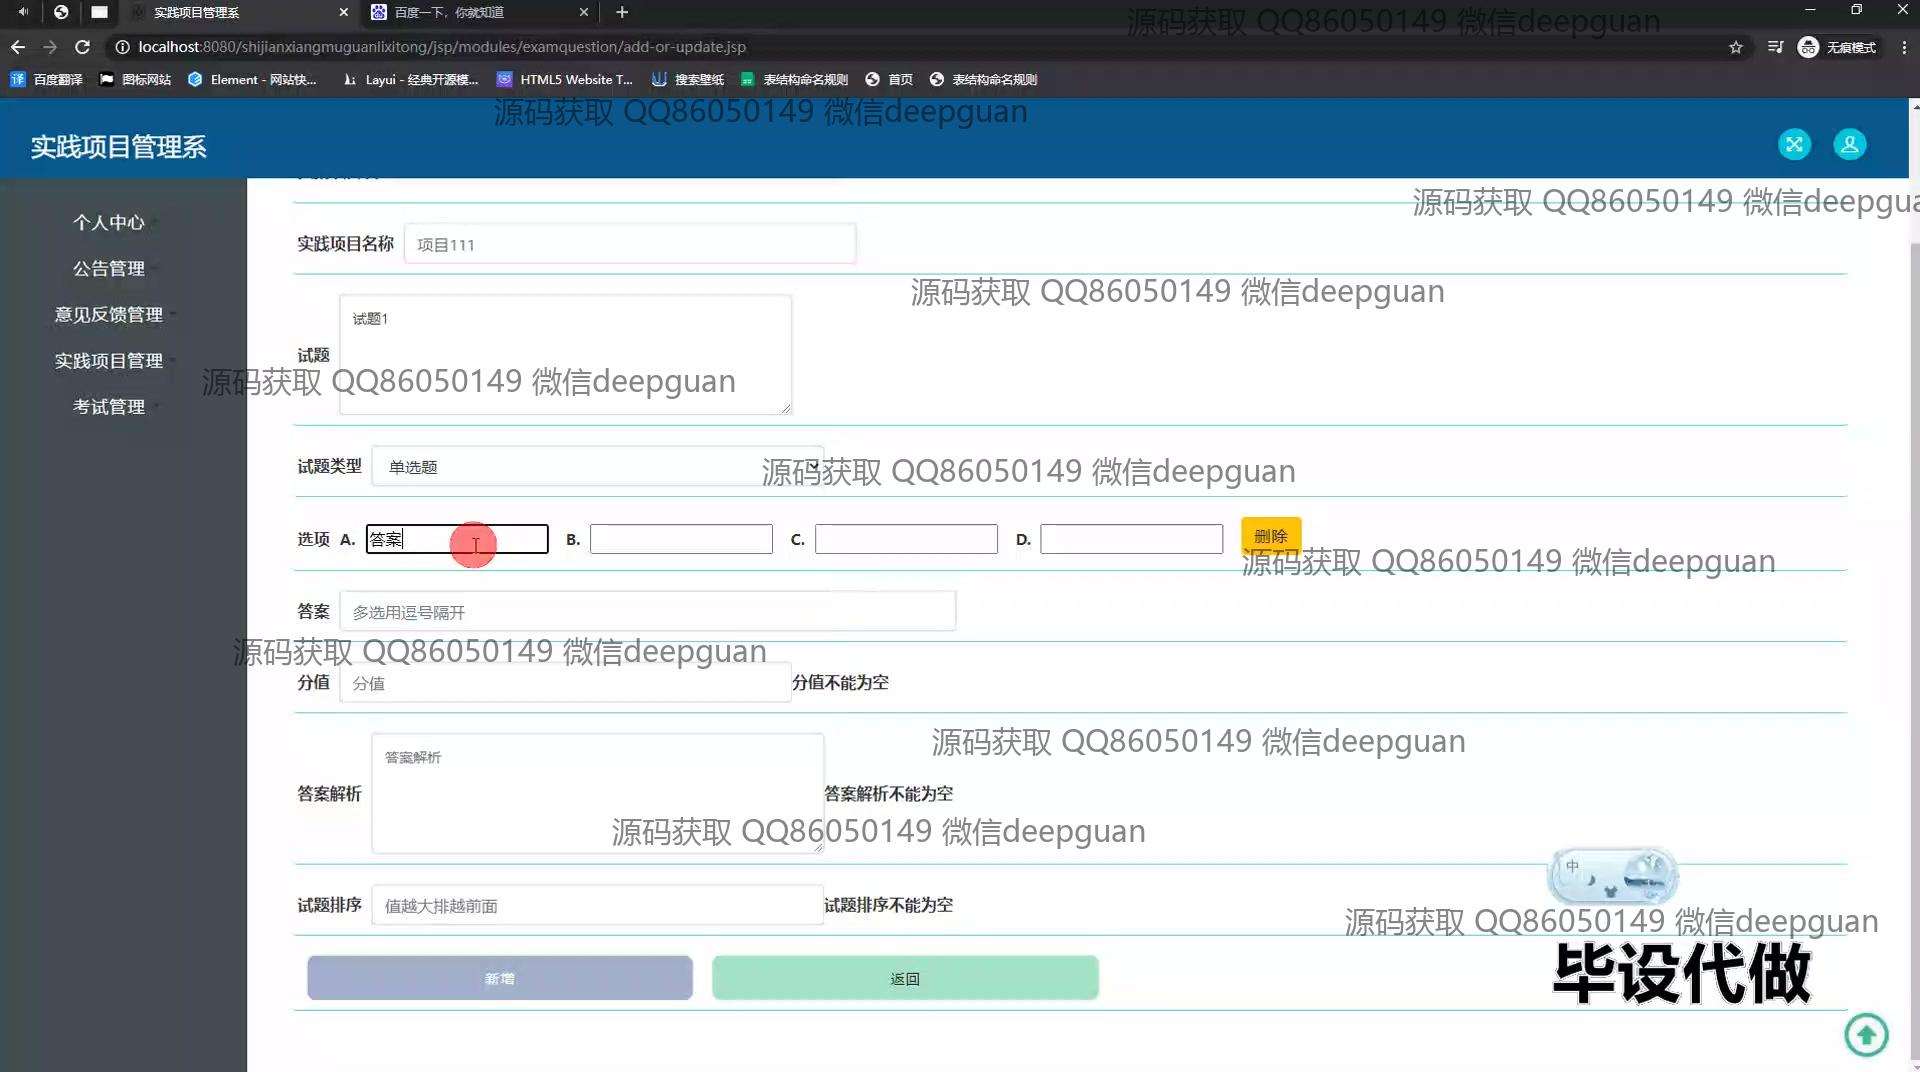 实践项目管理系
百度一下，你就知道
源码获取 QQ86050149 微信deepguan
localhost:8080/shijianxiangmuguanlixitong/jsp/modules/examquestion/add-or-update.jsp
无痕模式
百度翻译
图标网站
Element - 网站快...
Layui - 经典开源模...
HTML5 Website T...
搜索壁纸
表结构命名规则
首页
表结构命名规则
源码获取 QQ86050149 微信deepguan
实践项目管理系
个人中心
公告管理
意见反馈管理
实践项目管理
考试管理
源码获取 QQ86050149 微信deepgua
实践项目名称 项目111
源码获取 QQ86050149 微信deepguan
试题 试题1
源码获取 QQ86050149 微信deepguan
试题类型 单选题
源码获取 QQ86050149 微信deepguan
选项 A. 答案 B. C. D. 删除
源码获取 QQ86050149 微信deepguan
答案 多选用逗号隔开
源码获取 QQ86050149 微信deepguan
分值 分值 分值不能为空
源码获取 QQ86050149 微信deepguan
答案解析 答案解析 答案解析不能为空
源码获取 QQ86050149 微信deepguan
中
试题排序 值越大排越前面 试题排序不能为空
源码获取 QQ86050149 微信deepguan
毕设代做
新增 返回